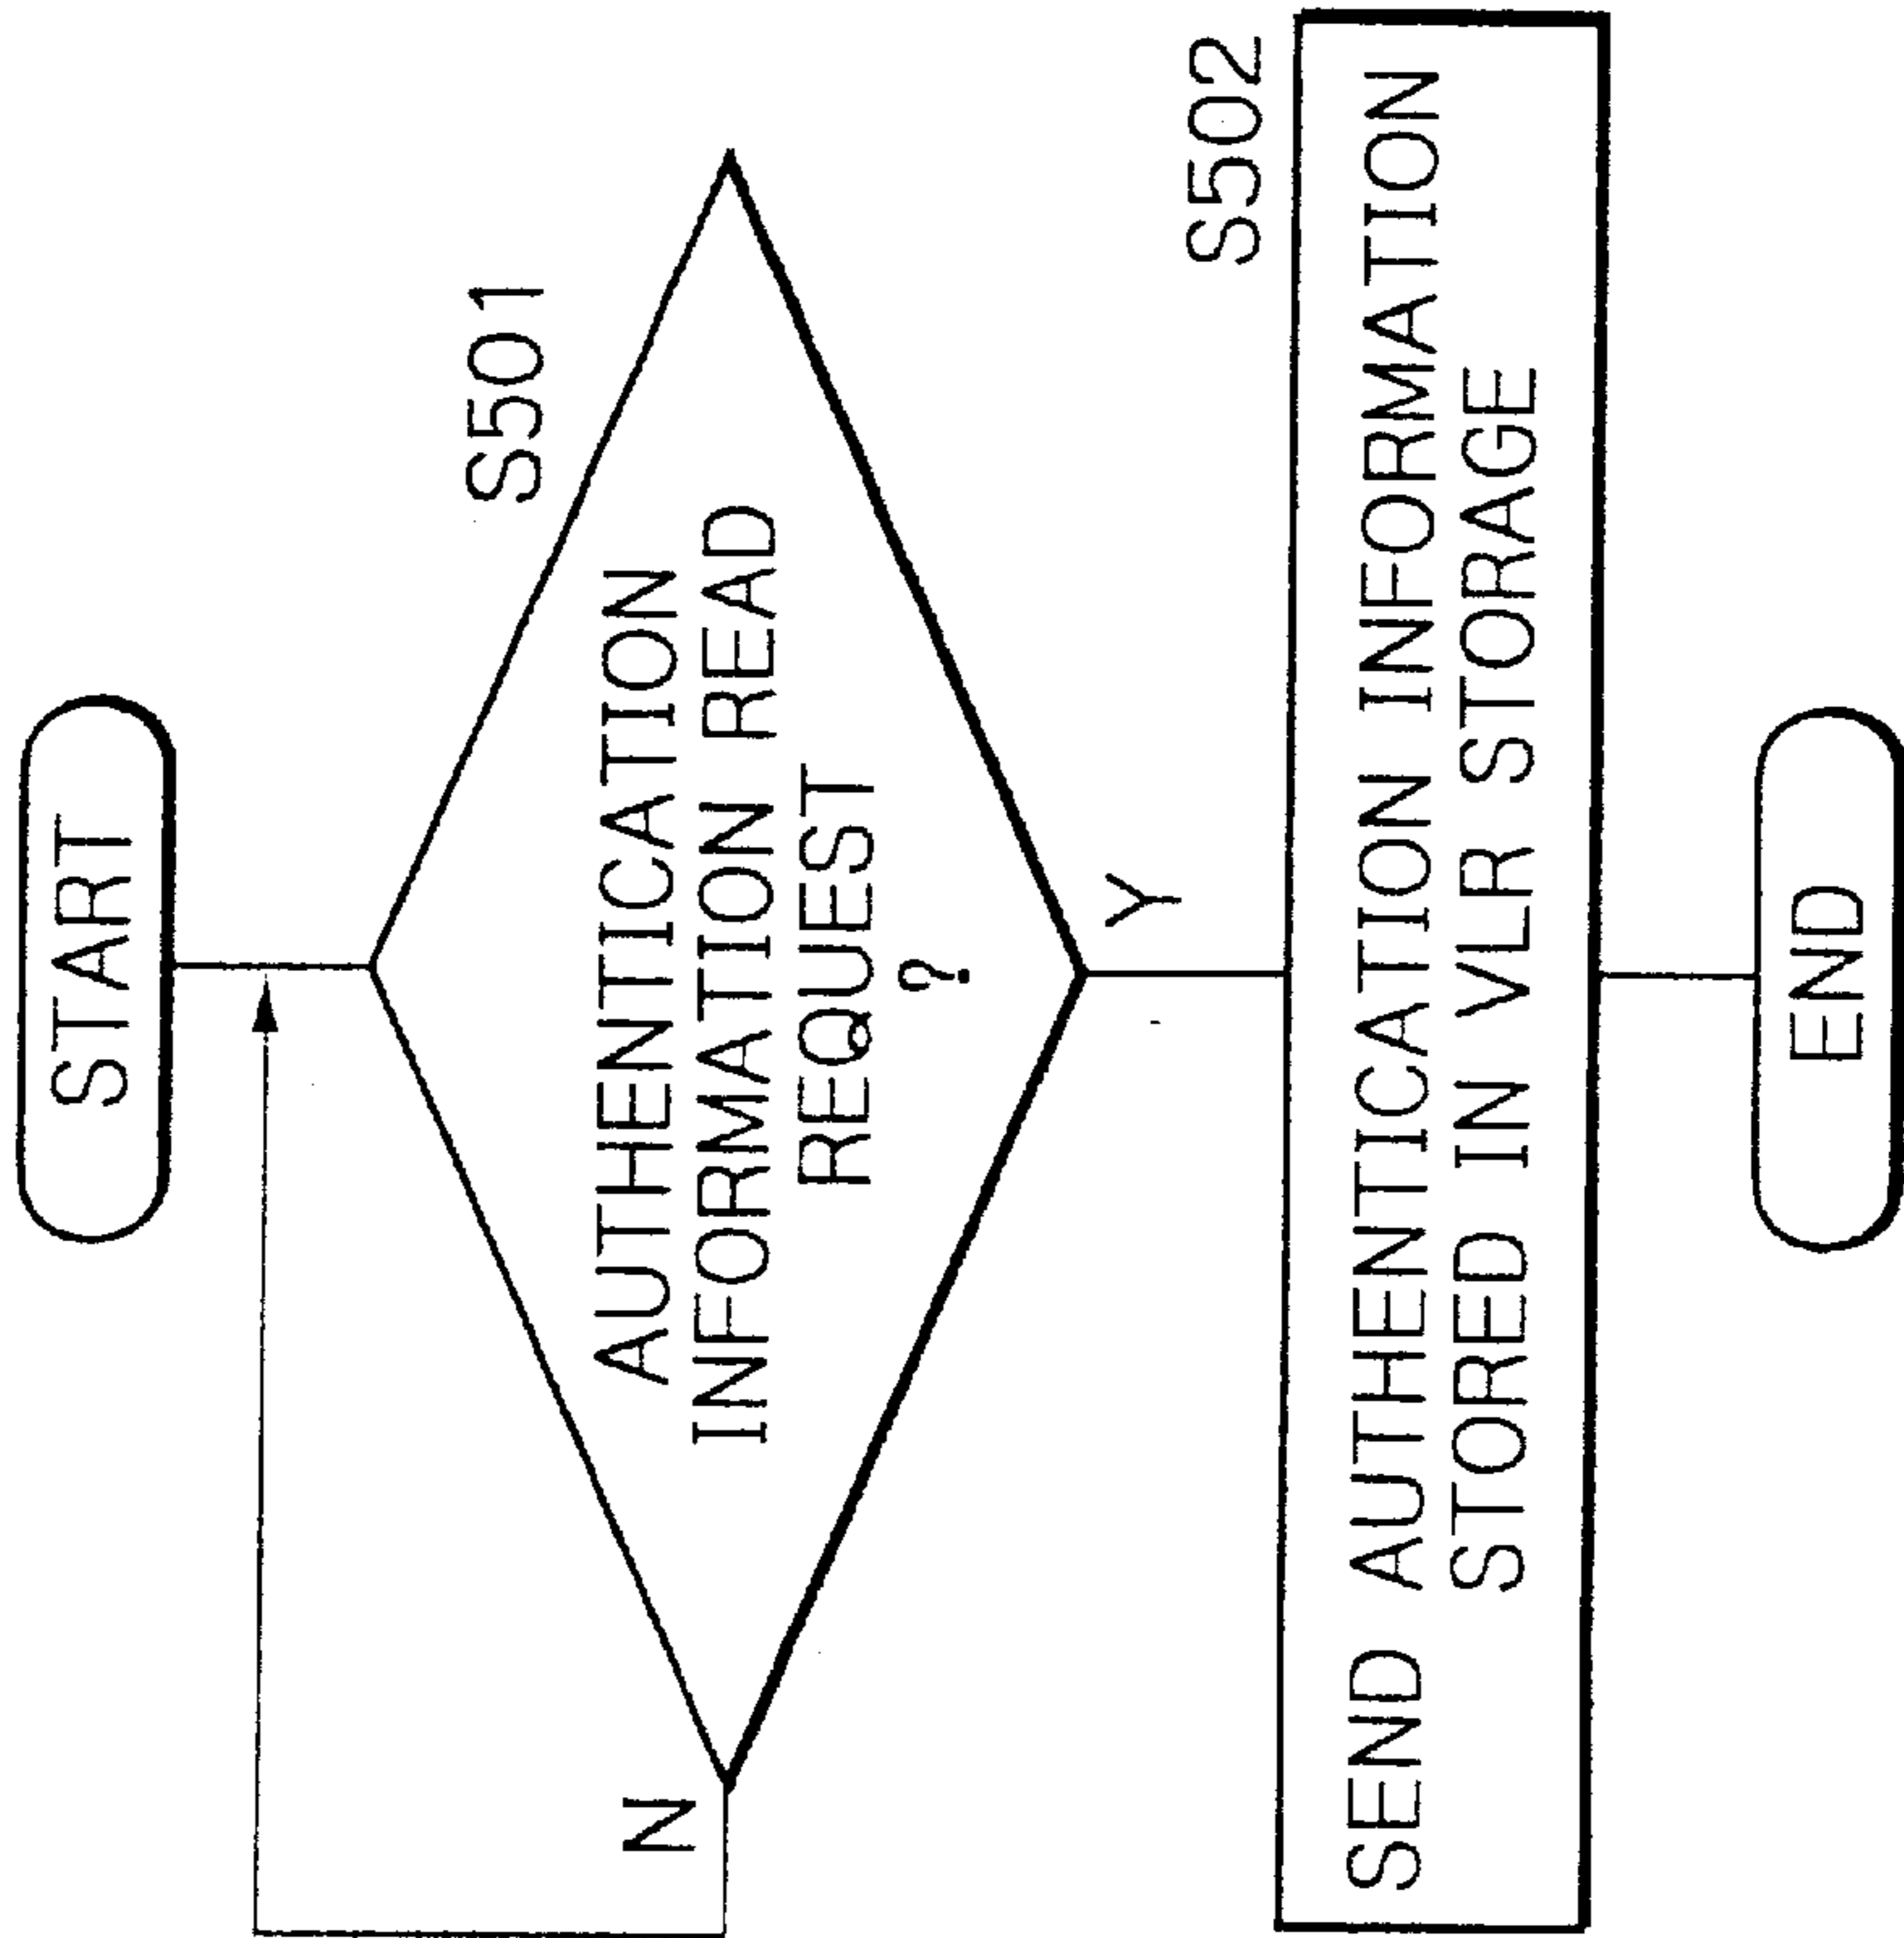 START
S501
AUTHENTICATION
INFORMATION READ
REQUEST
?
N
Y
S502
SEND AUTHENTICATION INFORMATION
STORED IN VLR STORAGE
END